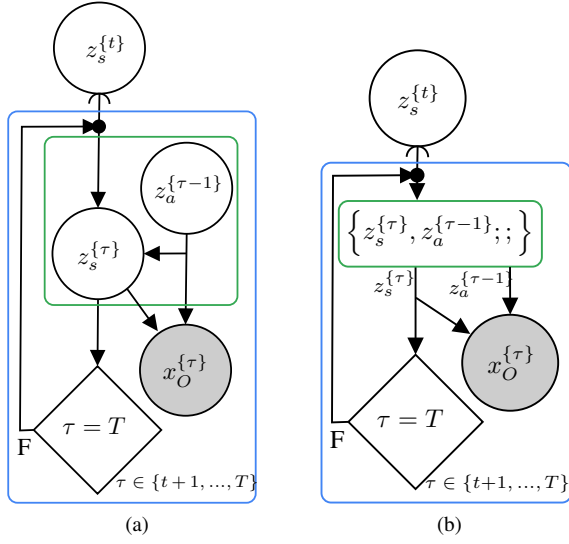 z_s^{t}
z_a^{τ−1}
z_s^{τ}
x_O^{τ}
τ = T
F
τ ∈ {t+1, ..., T}
(a)
z_s^{t}
{z_s^{τ}, z_a^{τ−1}; ; }
z_s^{τ}
z_a^{τ−1}
x_O^{τ}
τ = T
F
τ ∈ {t+1, ..., T}
(b)